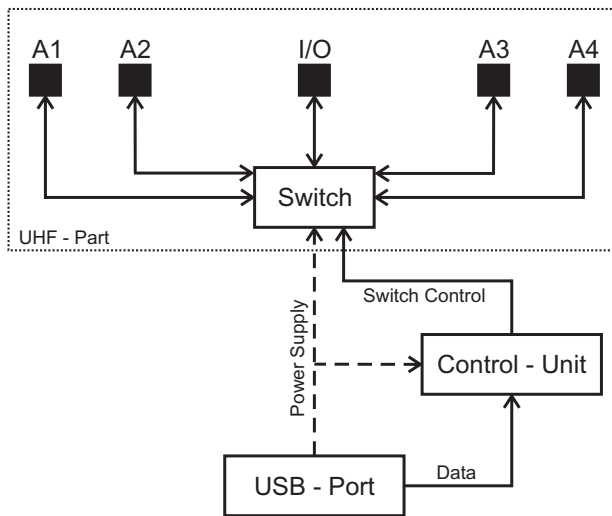 A1
A2
I/O
A3
A4
Switch
UHF - Part
Switch Control
Power Supply
Control - Unit
USB - Port
Data